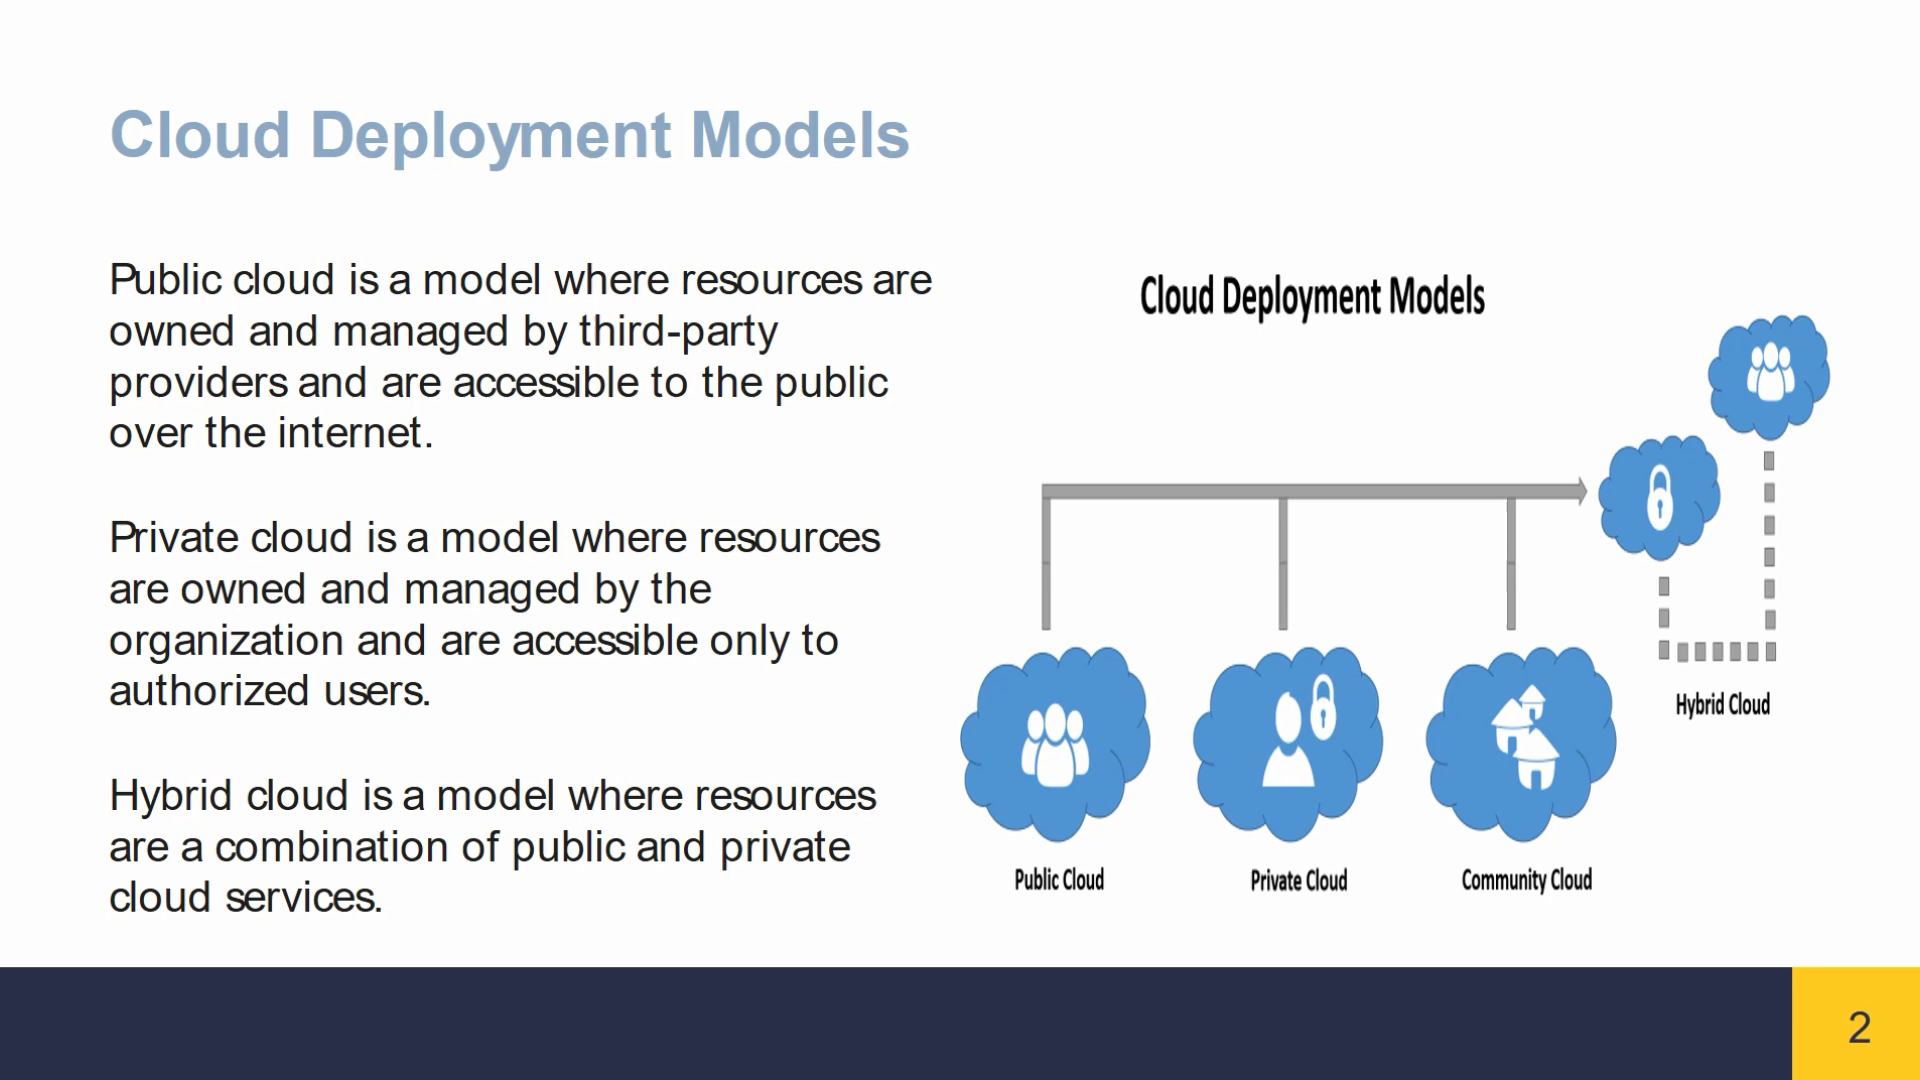 Cloud Deployment Models
Public cloud is a model where resources are
owned and managed by third-party
providers and are accessible to the public
over the internet.
Private cloud is a model where resources
are owned and managed by the
organization and are accessible only to
authorized users.
Hybrid cloud is a model where resources
are a combination of public and private
cloud services.
Cloud Deployment Models
Hybrid Cloud
Public Cloud
Private Cloud
Community Cloud
2